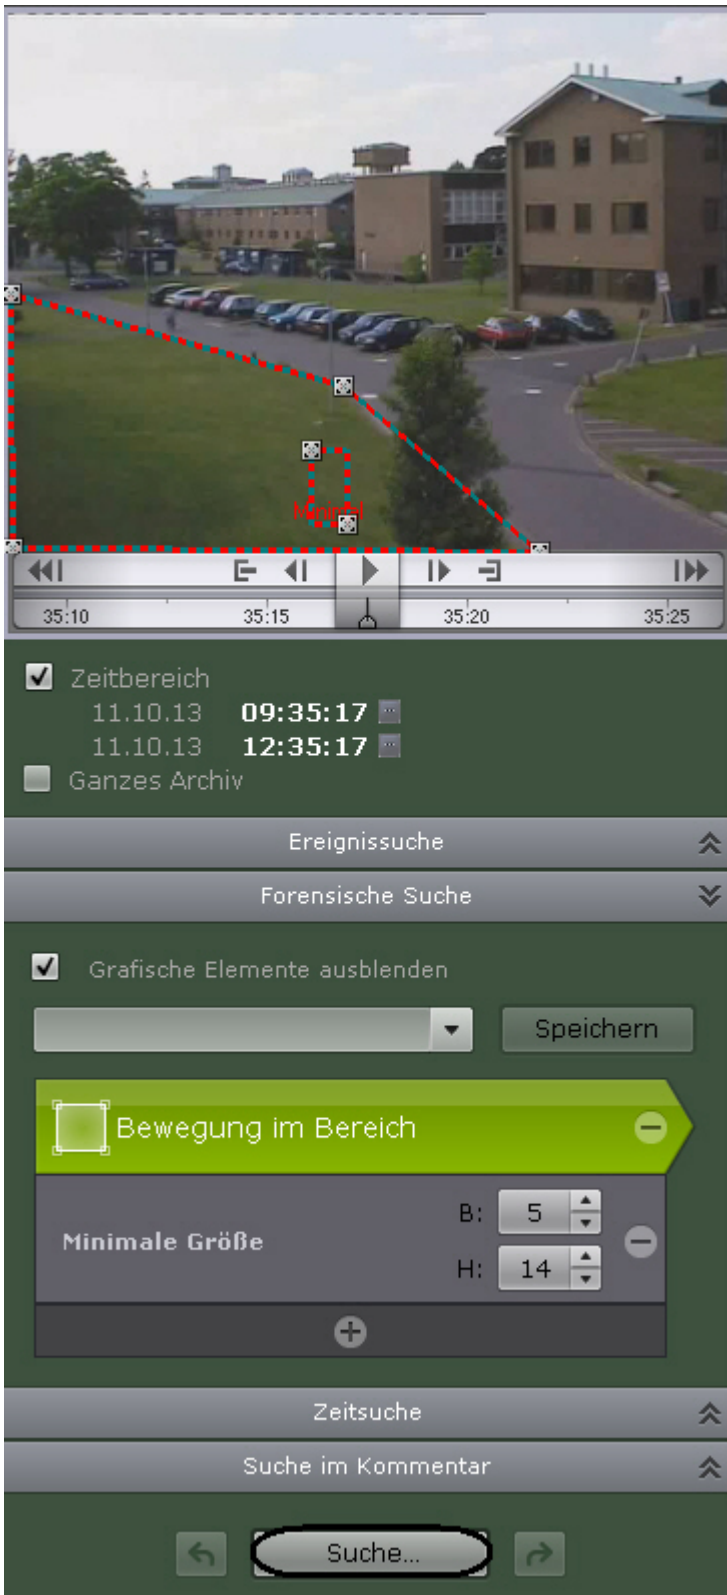 Minimal
35:10 35:15 35:20 35:25
Zeitbereich
11.10.13 09:35:17
11.10.13 12:35:17
Ganzes Archiv
Ereignissuche
Forensische Suche
Grafische Elemente ausblenden
Speichern
Bewegung im Bereich
Minimale Größe
B: 5
H: 14
Zeitsuche
Suche im Kommentar
Suche...